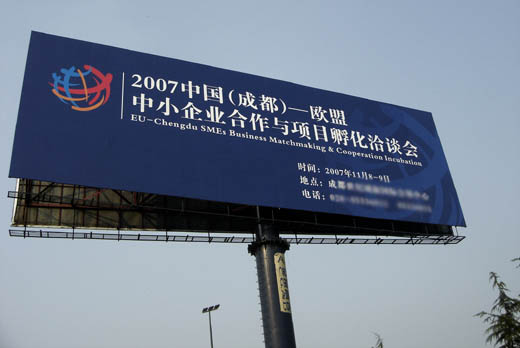 2007中国(成都)—欧盟
中小企业合作与项目孵化洽谈会
EU-Chengdu SMEs Business Matchmaking & Cooperation Incubation
时间: 2007年11月8-9日
地点: 成都
电话: